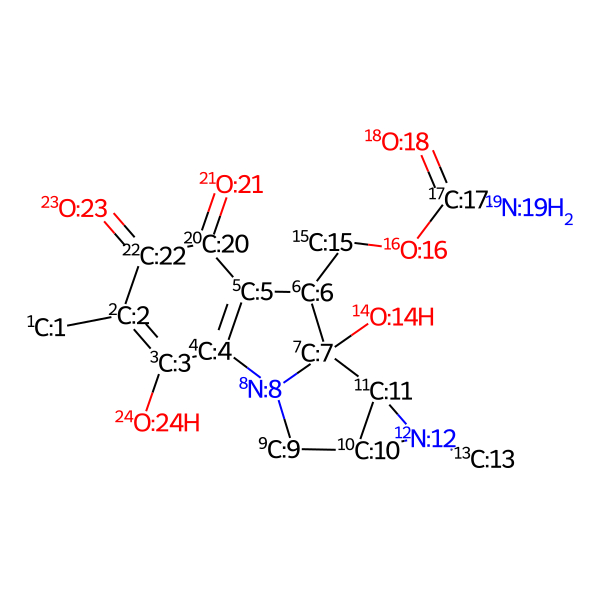 ¹⁸O:18
¹⁷C:17
¹⁹N:19H₂
²¹O:21
²³O:23
²⁰C:20
¹⁵C:15
¹⁶O:16
²²C:22
⁵C:5
⁶C:6
²C:2
¹C:1
¹⁴O:14H
³C:3
⁴C:4
⁷C:7
⁸N:8
¹¹C:11
²⁴O:24H
¹²N:12
⁹C:9
¹⁰C:10
¹³C:13